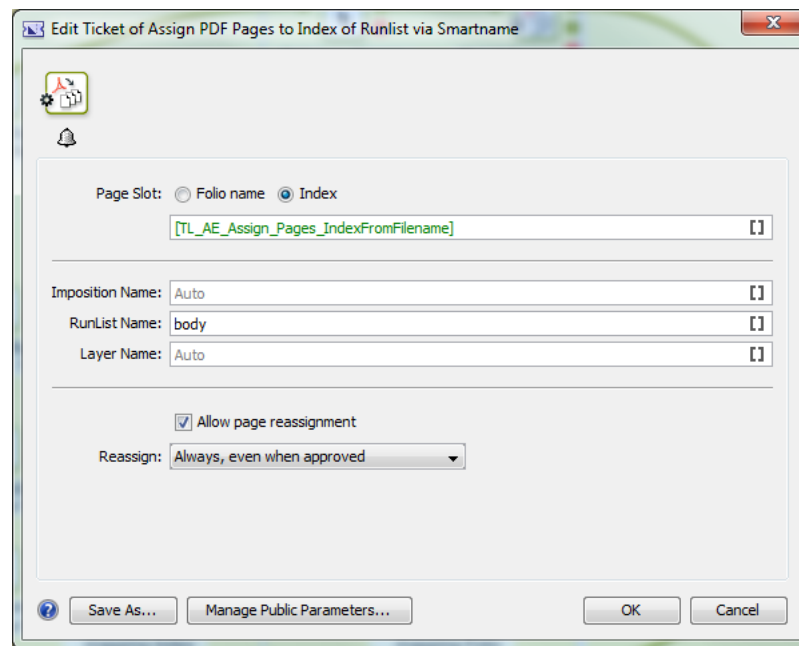 Edit Ticket of Assign PDF Pages to Index of Runlist via Smartname
Page Slot: Folio name Index
[TL_AE_Assign_Pages_IndexFromFilename] []
Imposition Name: Auto []
RunList Name: body []
Layer Name: Auto []
Allow page reassignment
Reassign: Always, even when approved
? Save As... Manage Public Parameters... OK Cancel